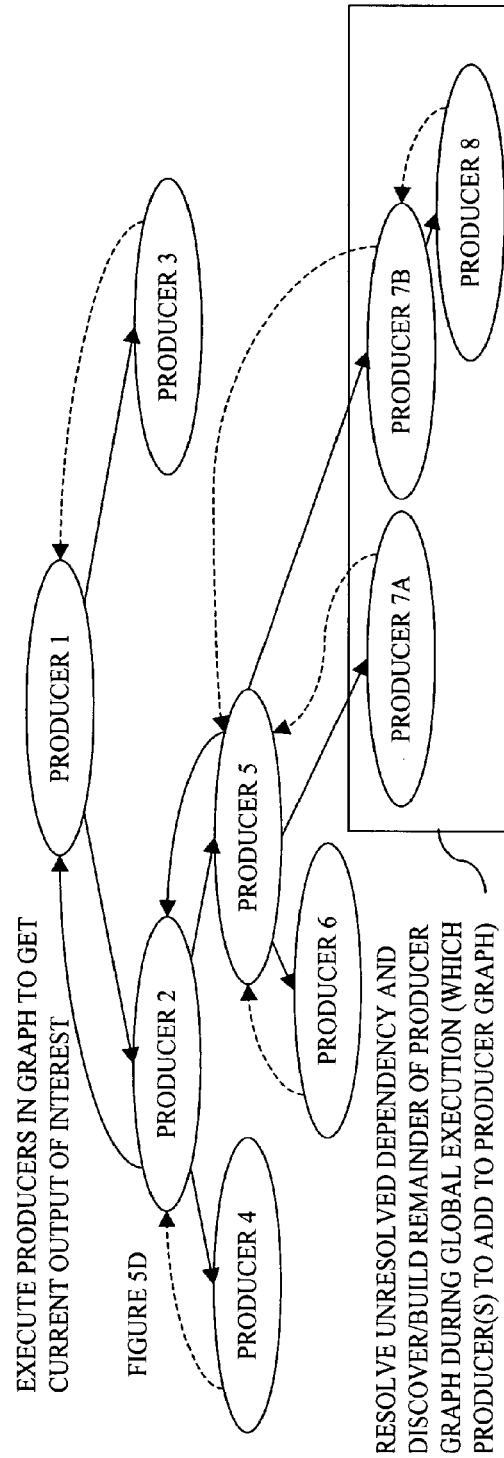 EXECUTE PRODUCERS IN GRAPH TO GET
CURRENT OUTPUT OF INTEREST
FIGURE 5D
PRODUCER 1
PRODUCER 2
PRODUCER 3
PRODUCER 4
PRODUCER 5
PRODUCER 6
PRODUCER 7A
PRODUCER 7B
PRODUCER 8
RESOLVE UNRESOLVED DEPENDENCY AND
DISCOVER/BUILD REMAINDER OF PRODUCER
GRAPH DURING GLOBAL EXECUTION (WHICH
PRODUCER(S) TO ADD TO PRODUCER GRAPH)